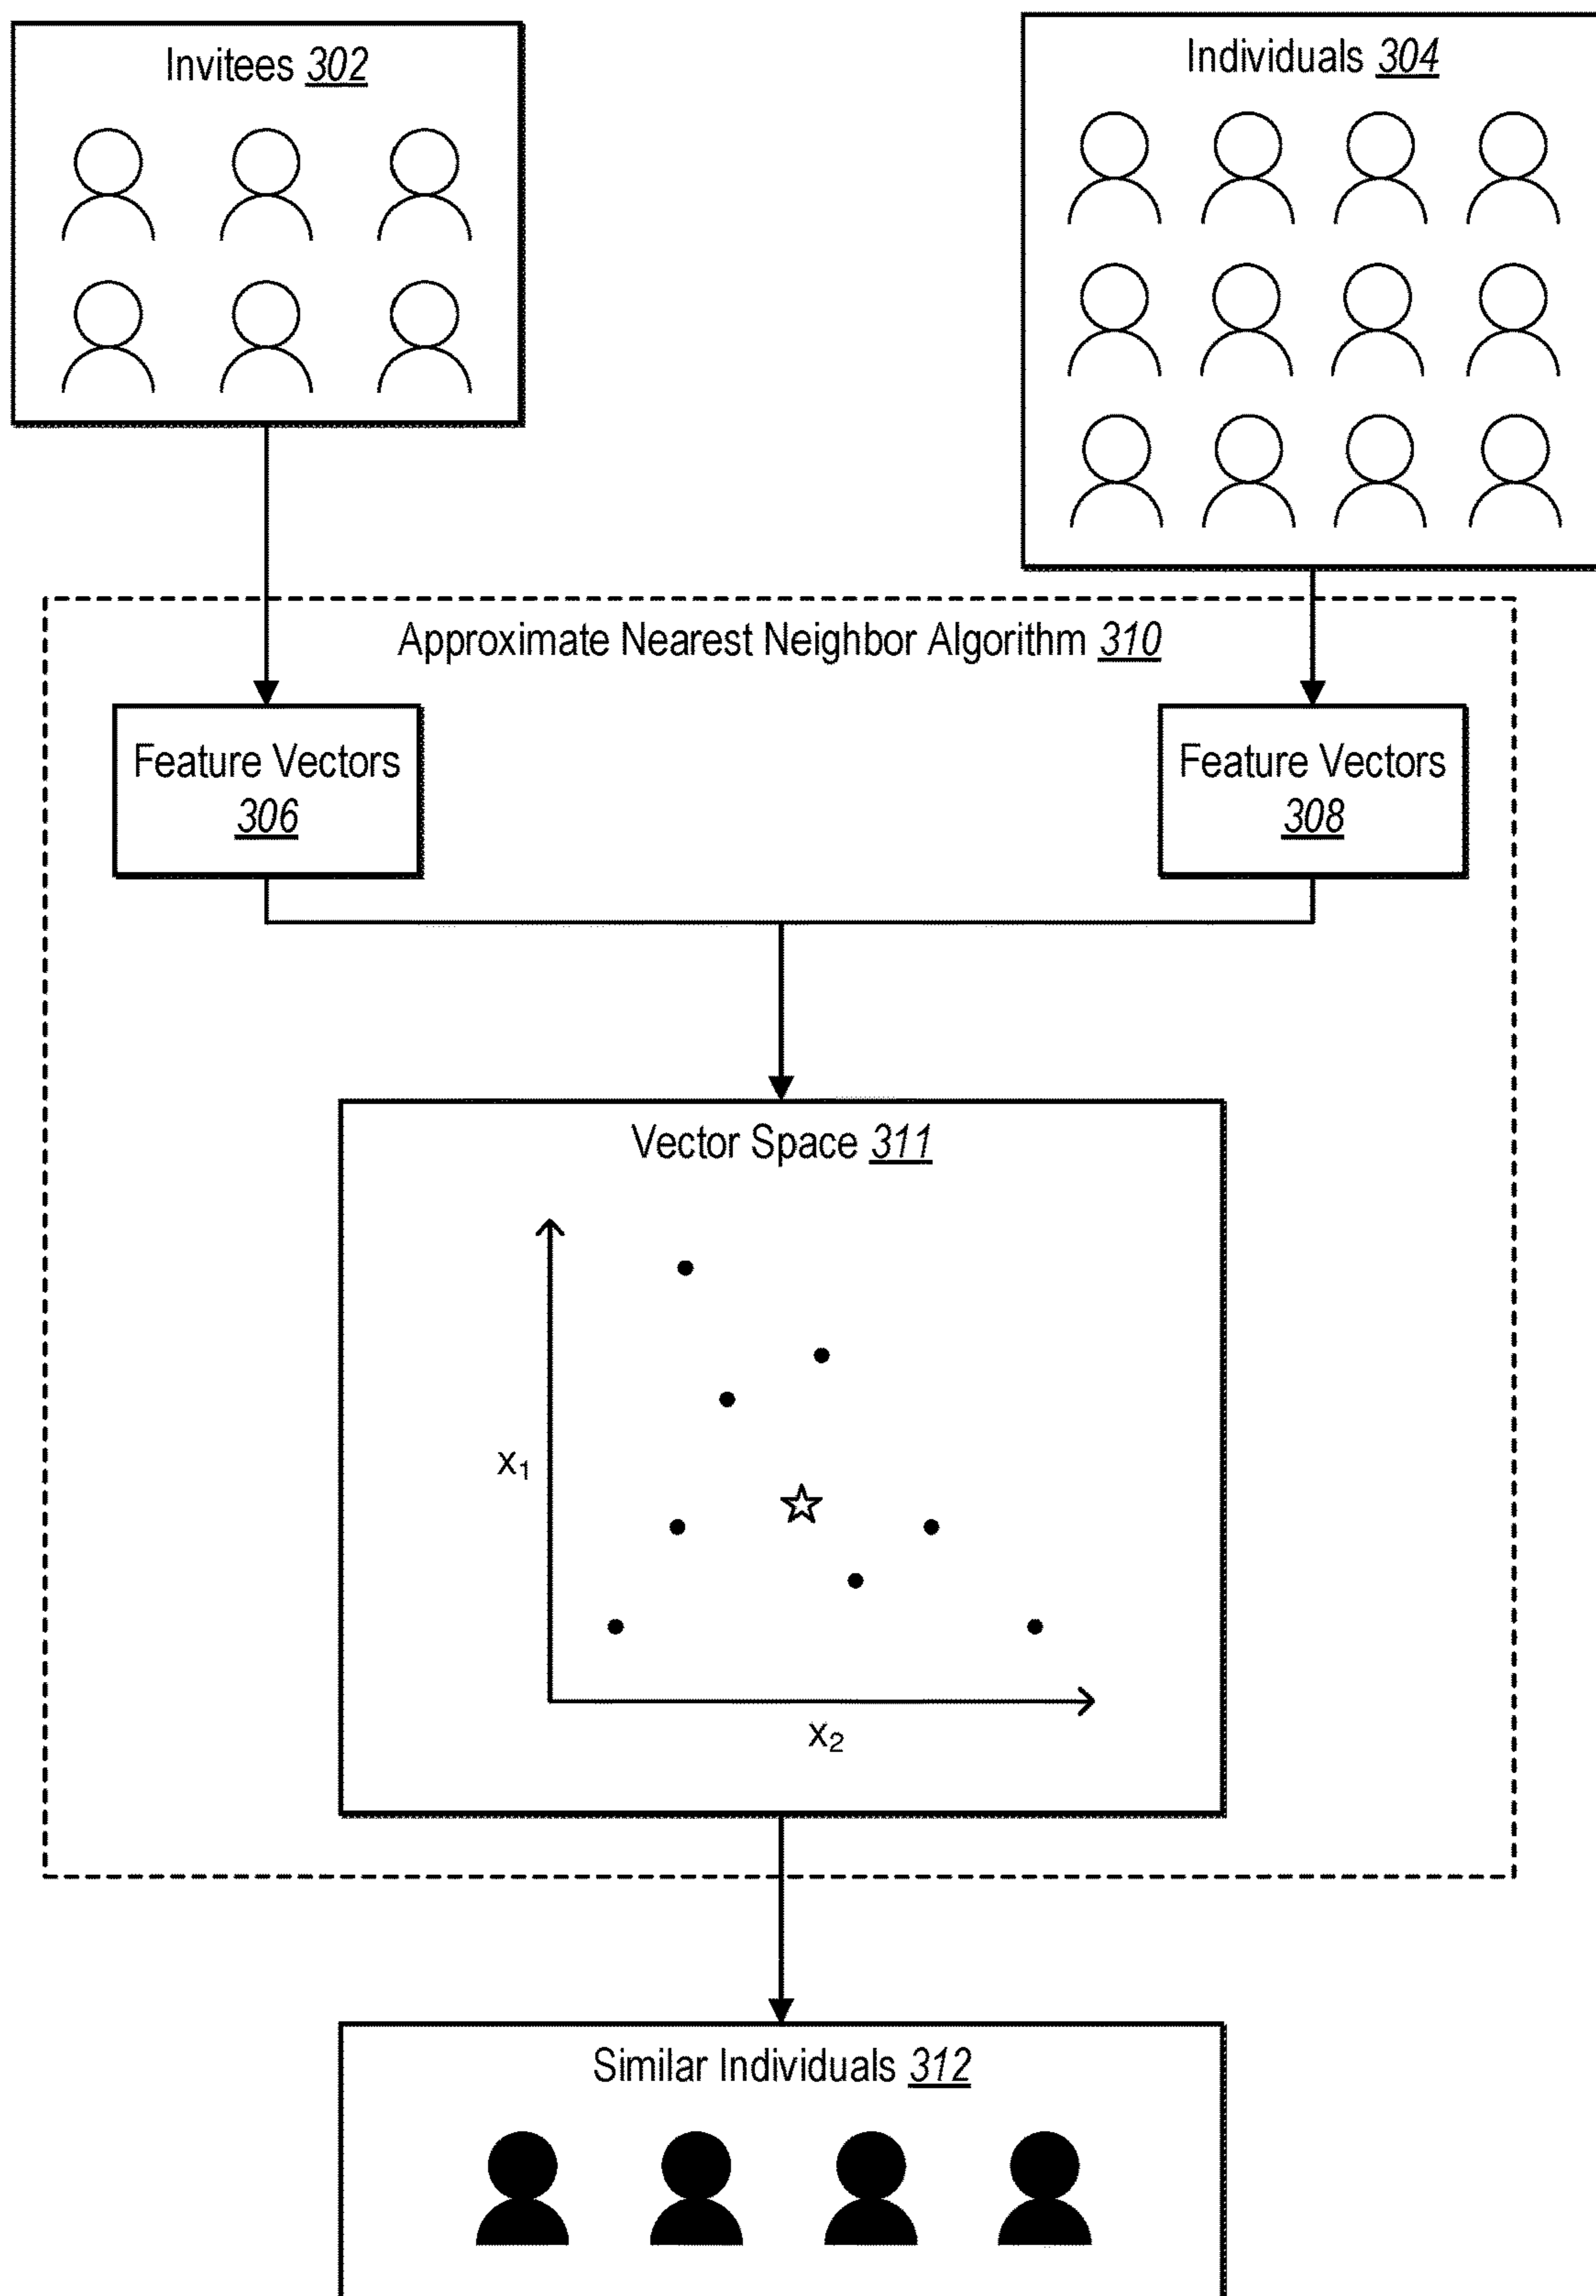 Invitees 302
Individuals 304
Approximate Nearest Neighbor Algorithm 310
Feature Vectors
306
Feature Vectors
308
Vector Space 311
x₁
x₂
Similar Individuals 312